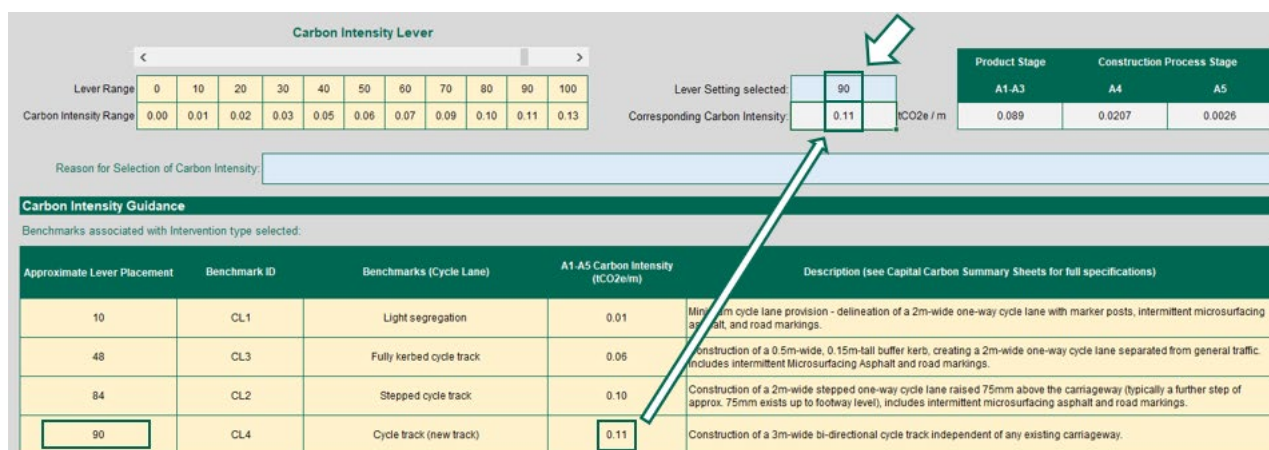 Carbon Intensity Lever
Lever Range 0 10 20 30 40 50 60 70 80 90 100
Carbon Intensity Range 0.00 0.01 0.02 0.03 0.05 0.06 0.07 0.09 0.10 0.11 0.13
Lever Setting selected: 90
Corresponding Carbon Intensity: 0.11 tCO2e / m
Product Stage Construction Process Stage
A1-A3 A4 A5
0.089 0.0207 0.0026
Reason for Selection of Carbon Intensity:
Carbon Intensity Guidance
Benchmarks associated with Intervention type selected:
Approximate Lever Placement Benchmark ID Benchmarks (Cycle Lane) A1-A5 Carbon Intensity
(tCO2e/m) Description (see Capital Carbon Summary Sheets for full specifications)
10 CL1 Light segregation 0.01 Minimum cycle lane provision - delineation of a 2m-wide one-way cycle lane with marker posts, intermittent microsurfacing
asphalt, and road markings.
48 CL3 Fully kerbed cycle track 0.06 Construction of a 0.5m-wide, 0.15m-tall buffer kerb, creating a 2m-wide one-way cycle lane separated from general traffic.
Includes intermittent Microsurfacing Asphalt and road markings.
84 CL2 Stepped cycle track 0.10 Construction of a 2m-wide stepped one-way cycle lane raised 75mm above the carriageway (typically a further step of
approx. 75mm exists up to footway level), includes intermittent microsurfacing asphalt and road markings.
90 CL4 Cycle track (new track) 0.11 Construction of a 3m-wide bi-directional cycle track independent of any existing carriageway.